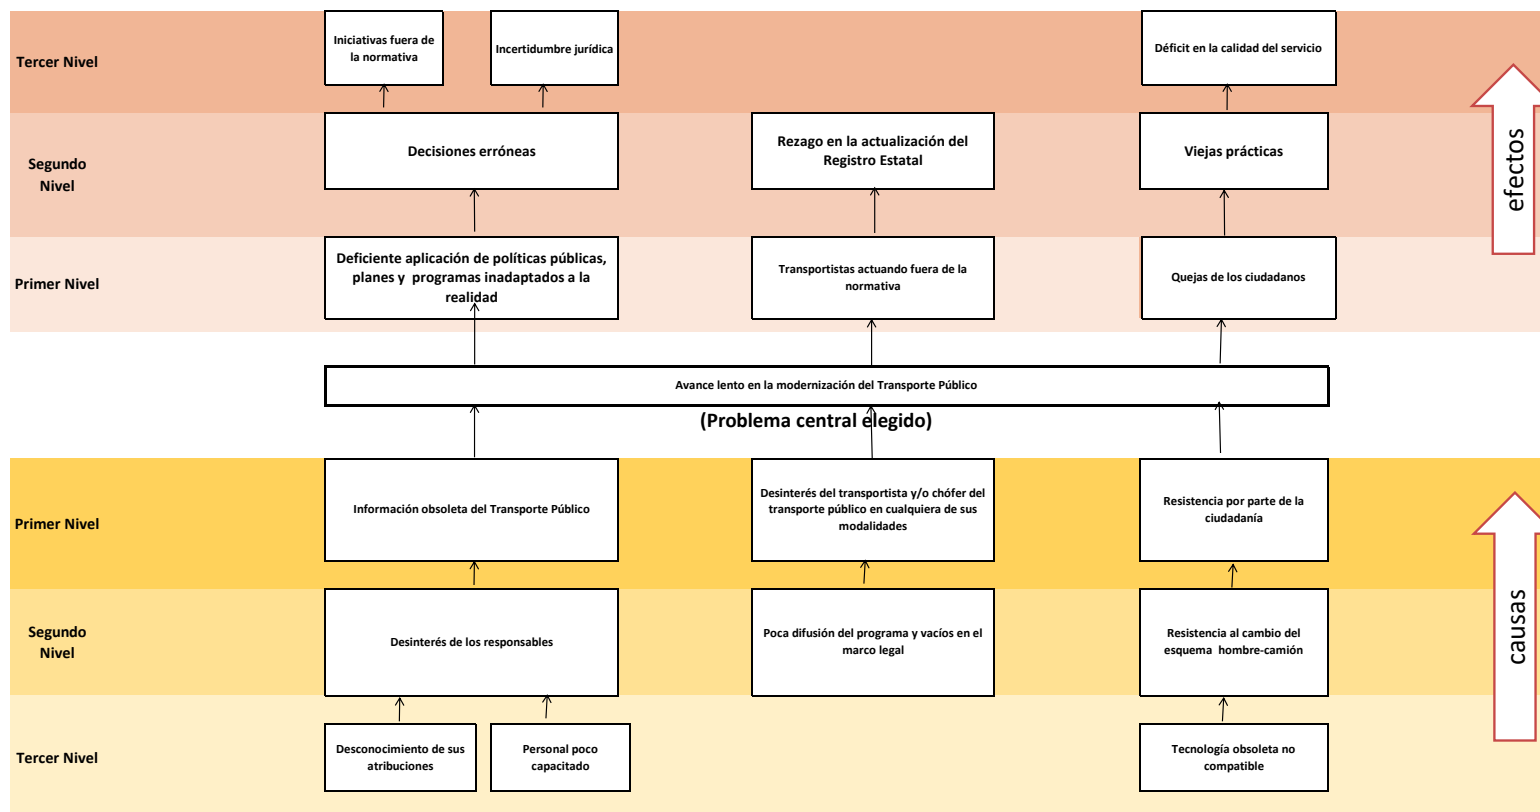 Tercer Nivel
Iniciativas fuera de
la normativa
Incertidumbre jurídica
Déficit en la calidad del servicio
Segundo
Nivel
Decisiones erróneas
Rezago en la actualización del
Registro Estatal
Viejas prácticas
efectos
Primer Nivel
Deficiente aplicación de políticas públicas,
planes y programas inadaptados a la
realidad
Transportistas actuando fuera de la
normativa
Quejas de los ciudadanos
Avance lento en la modernización del Transporte Público
(Problema central elegido)
Primer Nivel
Información obsoleta del Transporte Público
Desinterés del transportista y/o chófer del
transporte público en cualquiera de sus
modalidades
Resistencia por parte de la
ciudadanía
Segundo
Nivel
Desinterés de los responsables
Poca difusión del programa y vacíos en el
marco legal
Resistencia al cambio del
esquema hombre-camión
causas
Tercer Nivel
Desconocimiento de sus
atribuciones
Personal poco
capacitado
Tecnología obsoleta no
compatible